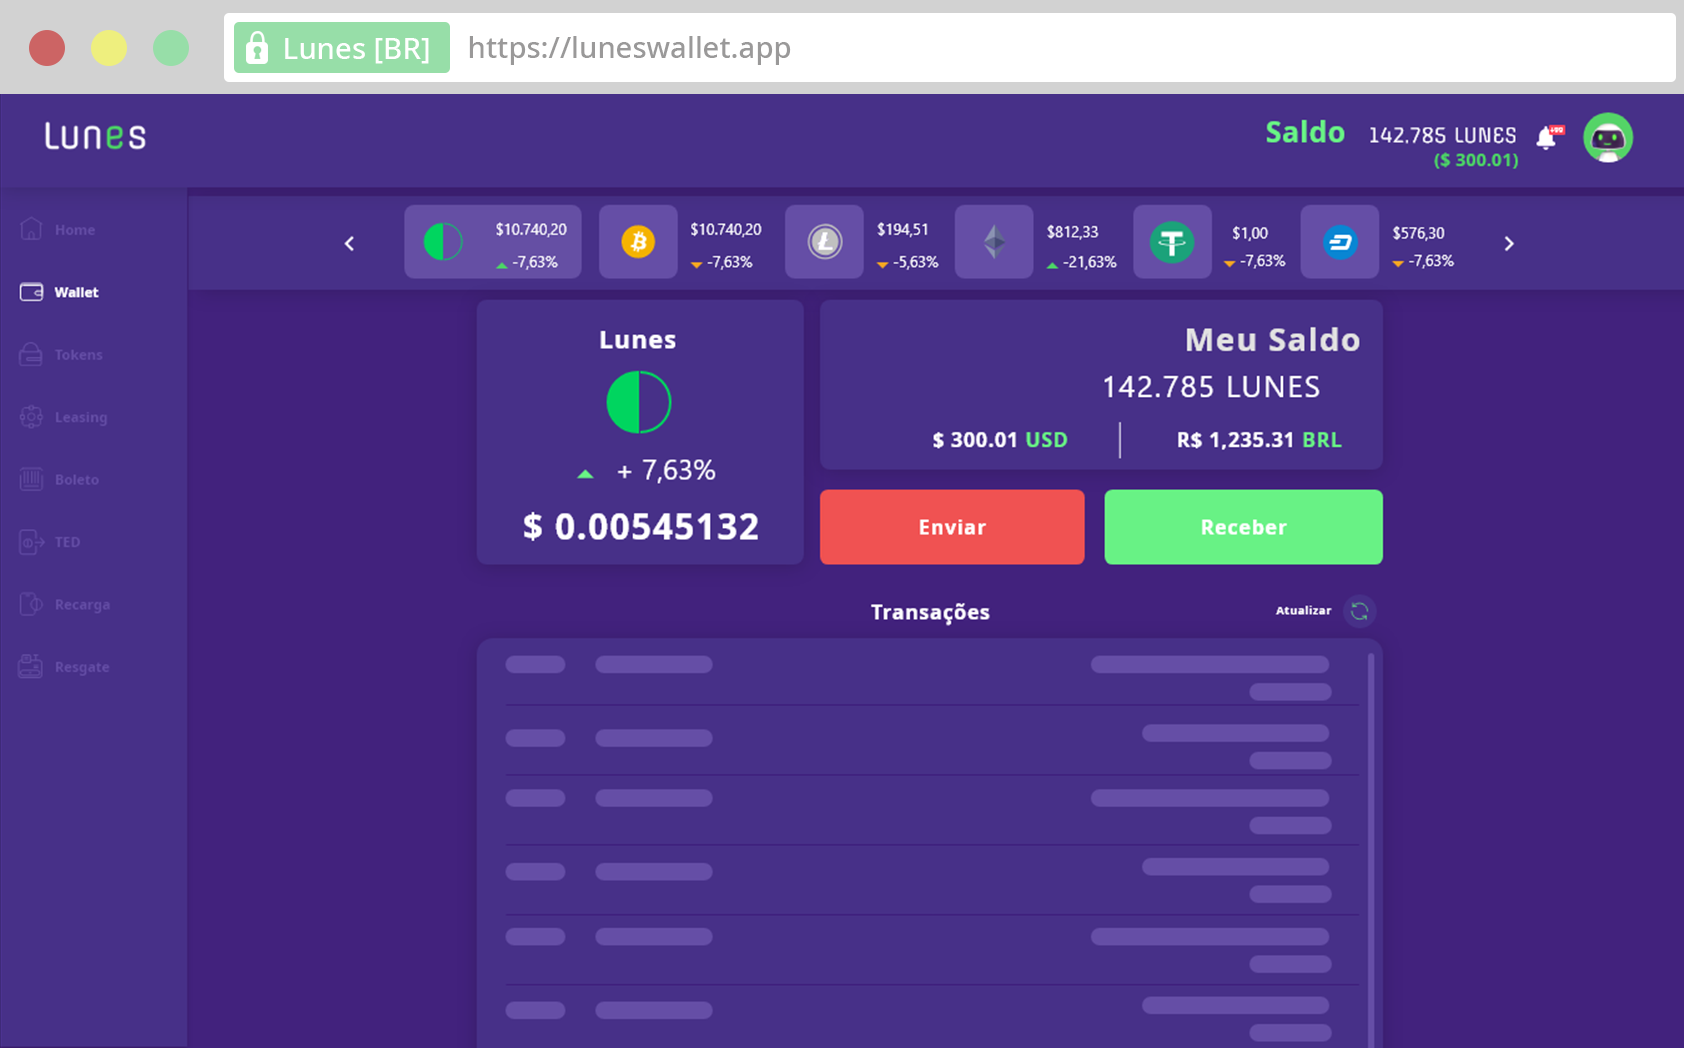 Lunes [BR] https://luneswallet.app
Lunes
Saldo 142.785 LUNES
($ 300.01)
+99
Home
Wallet
Tokens
Leasing
Boleto
TED
Recarga
Resgate
$10.740,20
-7,63%
$10.740,20
-7,63%
$194,51
-5,63%
$812,33
-21,63%
$1,00
-7,63%
$576,30
-7,63%
Lunes
+ 7,63%
$ 0.00545132
Meu Saldo
142.785 LUNES
$ 300.01 USD
R$ 1,235.31 BRL
Enviar
Receber
Transações
Atualizar